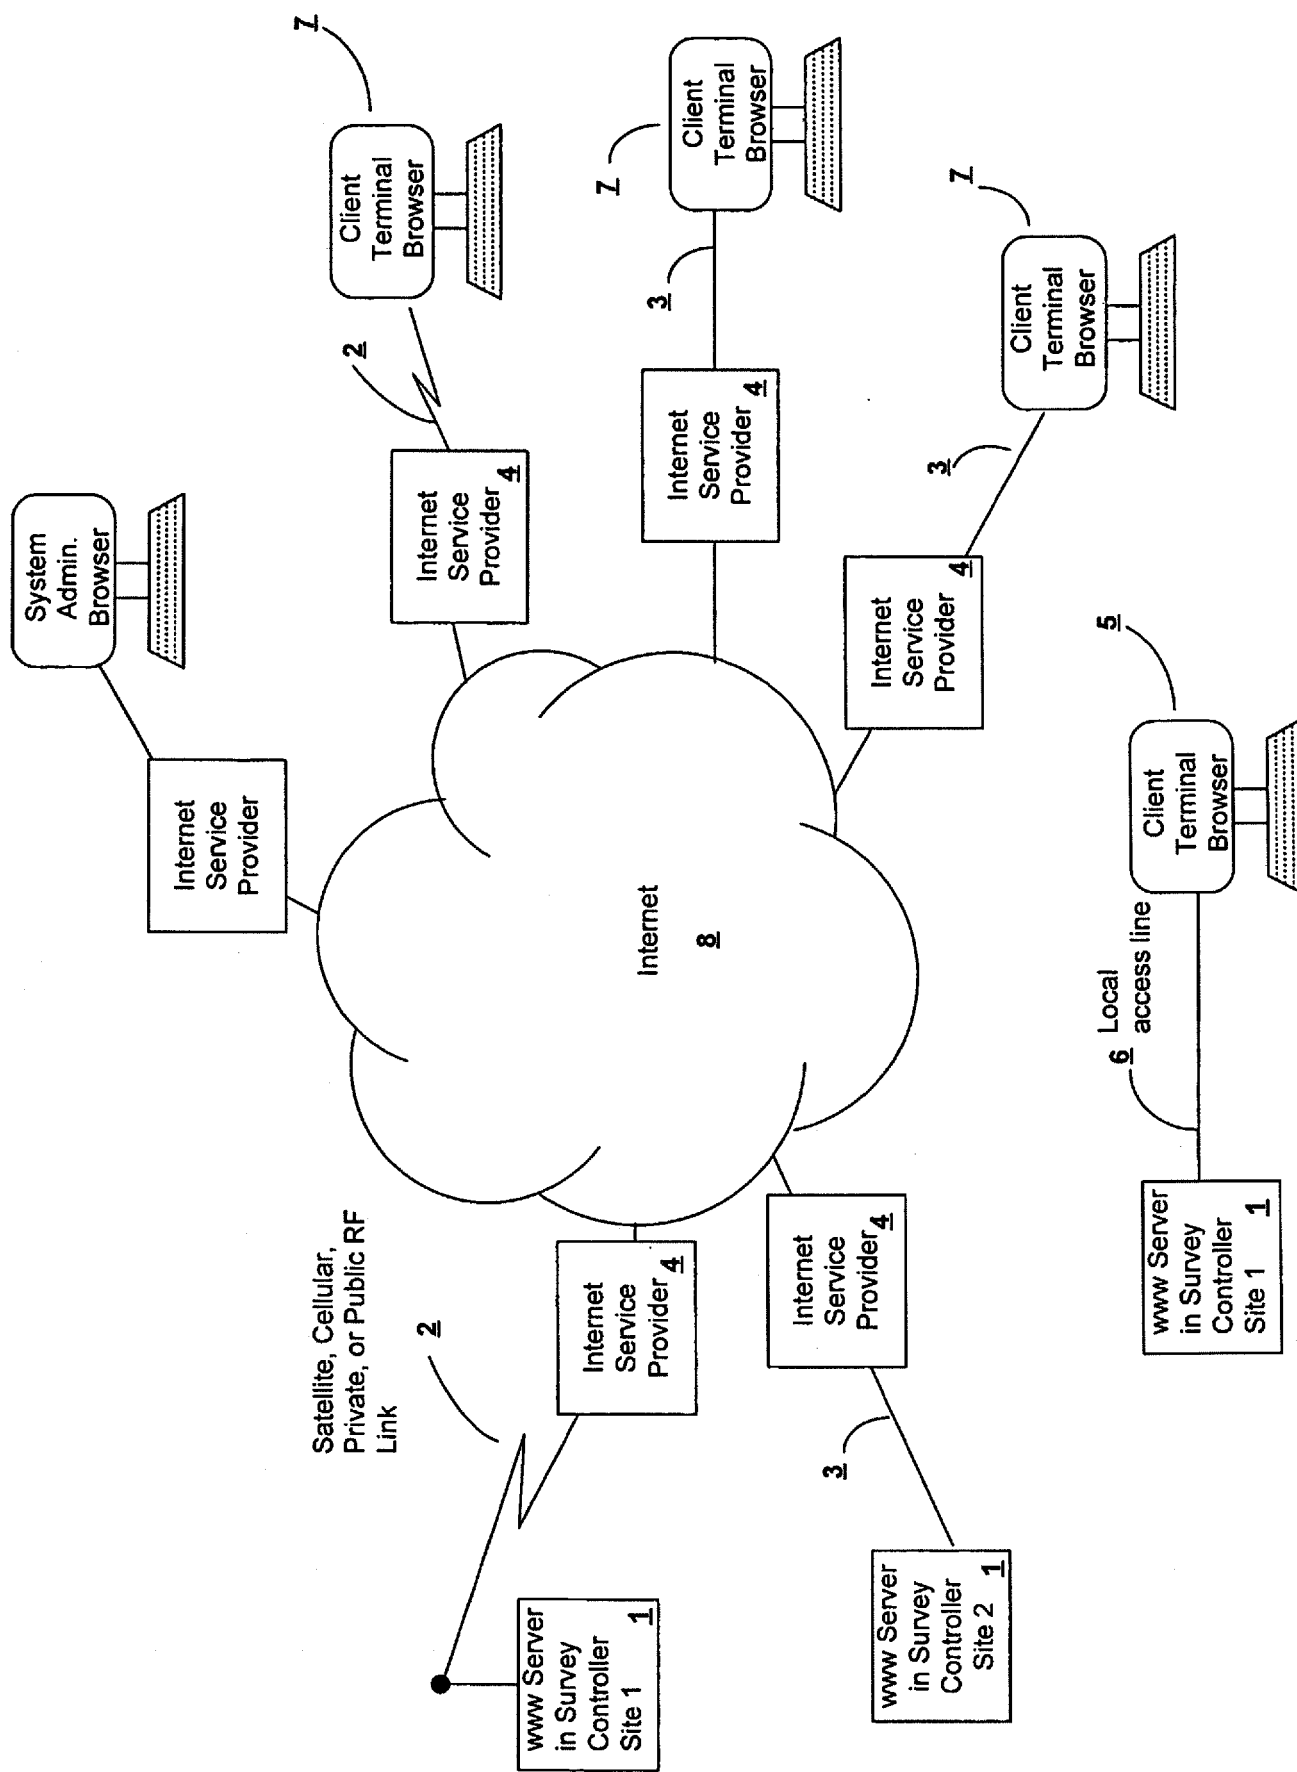 System
Admin.
Browser
7
Internet
Service
Provider
Client
Terminal
Browser
Satellite, Cellular,
Private, or Public RF
Link
2
2
Internet
Service
Provider
4
www Server
in Survey
Controller
Site 1
1
Internet
Service
Provider
4
Internet
8
Internet
Service
Provider
4
3
7
Client
Terminal
Browser
3
Internet
Service
Provider
4
Internet
Service
Provider
4
3
7
Client
Terminal
Browser
www Server
in Survey
Controller
Site 2
1
6
Local
access line
5
www Server
in Survey
Controller
Site 1
1
Client
Terminal
Browser